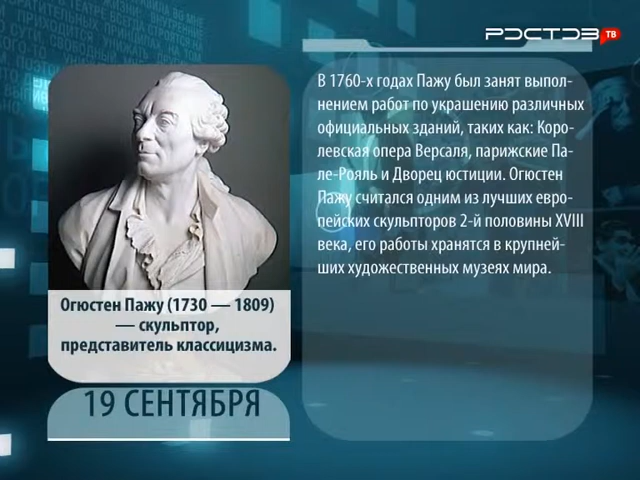 РОСТОВ ТВ
В 1760-х годах Пажу был занят выпол-
нением работ по украшению различных
официальных зданий, таких как: Коро-
левская опера Версаля, парижские Па-
ле-Рояль и Дворец юстиции. Огюстен
Пажу считался одним из лучших евро-
пейских скульпторов 2-й половины XVIII
века, его работы хранятся в крупней-
ших художественных музеях мира.
Огюстен Пажу (1730 — 1809)
— скульптор,
представитель классицизма.
19 СЕНТЯБРЯ